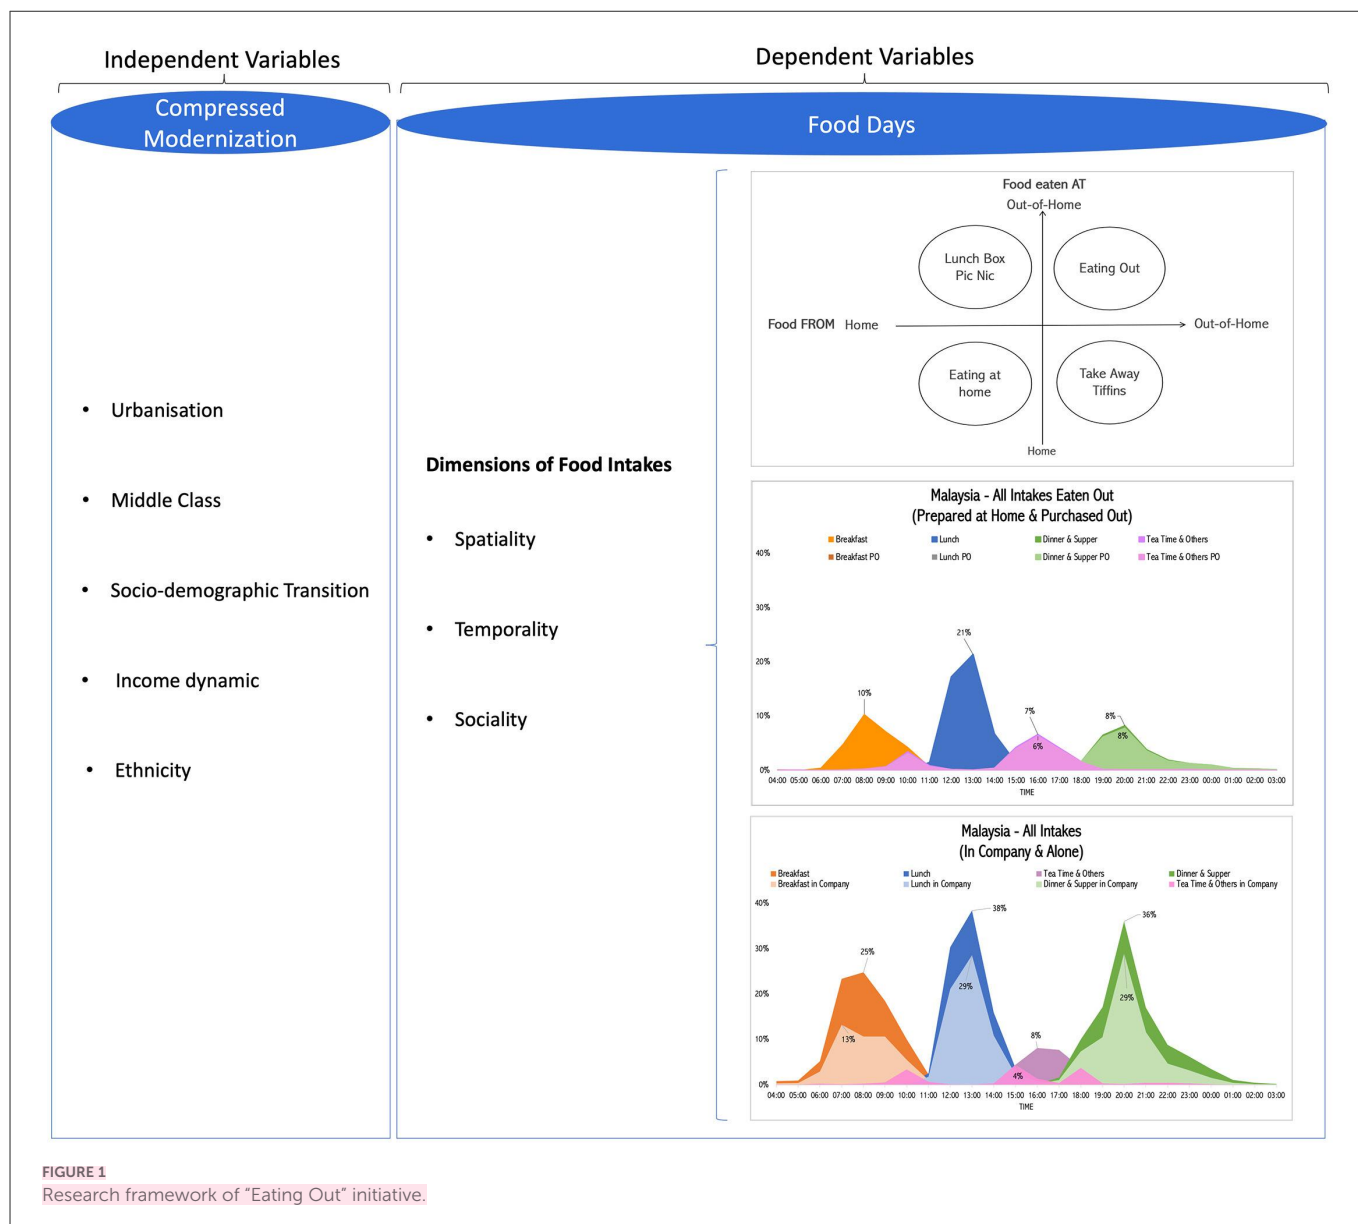 Independent Variables
Dependent Variables
Compressed
Modernization
Food Days
• Urbanisation
• Middle Class
• Socio-demographic Transition
• Income dynamic
• Ethnicity
Dimensions of Food Intakes
• Spatiality
• Temporality
• Sociality
Food eaten AT
Out-of-Home
Lunch Box
Pic Nic
Eating Out
Food FROM Home
Out-of-Home
Eating at
home
Take Away
Tiffins
Home
Malaysia - All Intakes Eaten Out
(Prepared at Home & Purchased Out)
Breakfast Lunch Dinner & Supper Tea Time & Others
Breakfast PO Lunch PO Dinner & Supper PO Tea Time & Others PO
40%
30%
20%
10%
0%
10%
21%
7%
6%
8%
8%
04:00 05:00 06:00 07:00 08:00 09:00 10:00 11:00 12:00 13:00 14:00 15:00 16:00 17:00 18:00 19:00 20:00 21:00 22:00 23:00 00:00 01:00 02:00 03:00
TIME
Malaysia - All Intakes
(In Company & Alone)
Breakfast Lunch Tea Time & Others Dinner & Supper
Breakfast in Company Lunch in Company Dinner & Supper in Company Tea Time & Others in Company
40%
30%
20%
10%
0%
25%
13%
38%
29%
8%
4%
36%
29%
04:00 05:00 06:00 07:00 08:00 09:00 10:00 11:00 12:00 13:00 14:00 15:00 16:00 17:00 18:00 19:00 20:00 21:00 22:00 23:00 00:00 01:00 02:00 03:00
TIME
FIGURE 1
Research framework of “Eating Out” initiative.